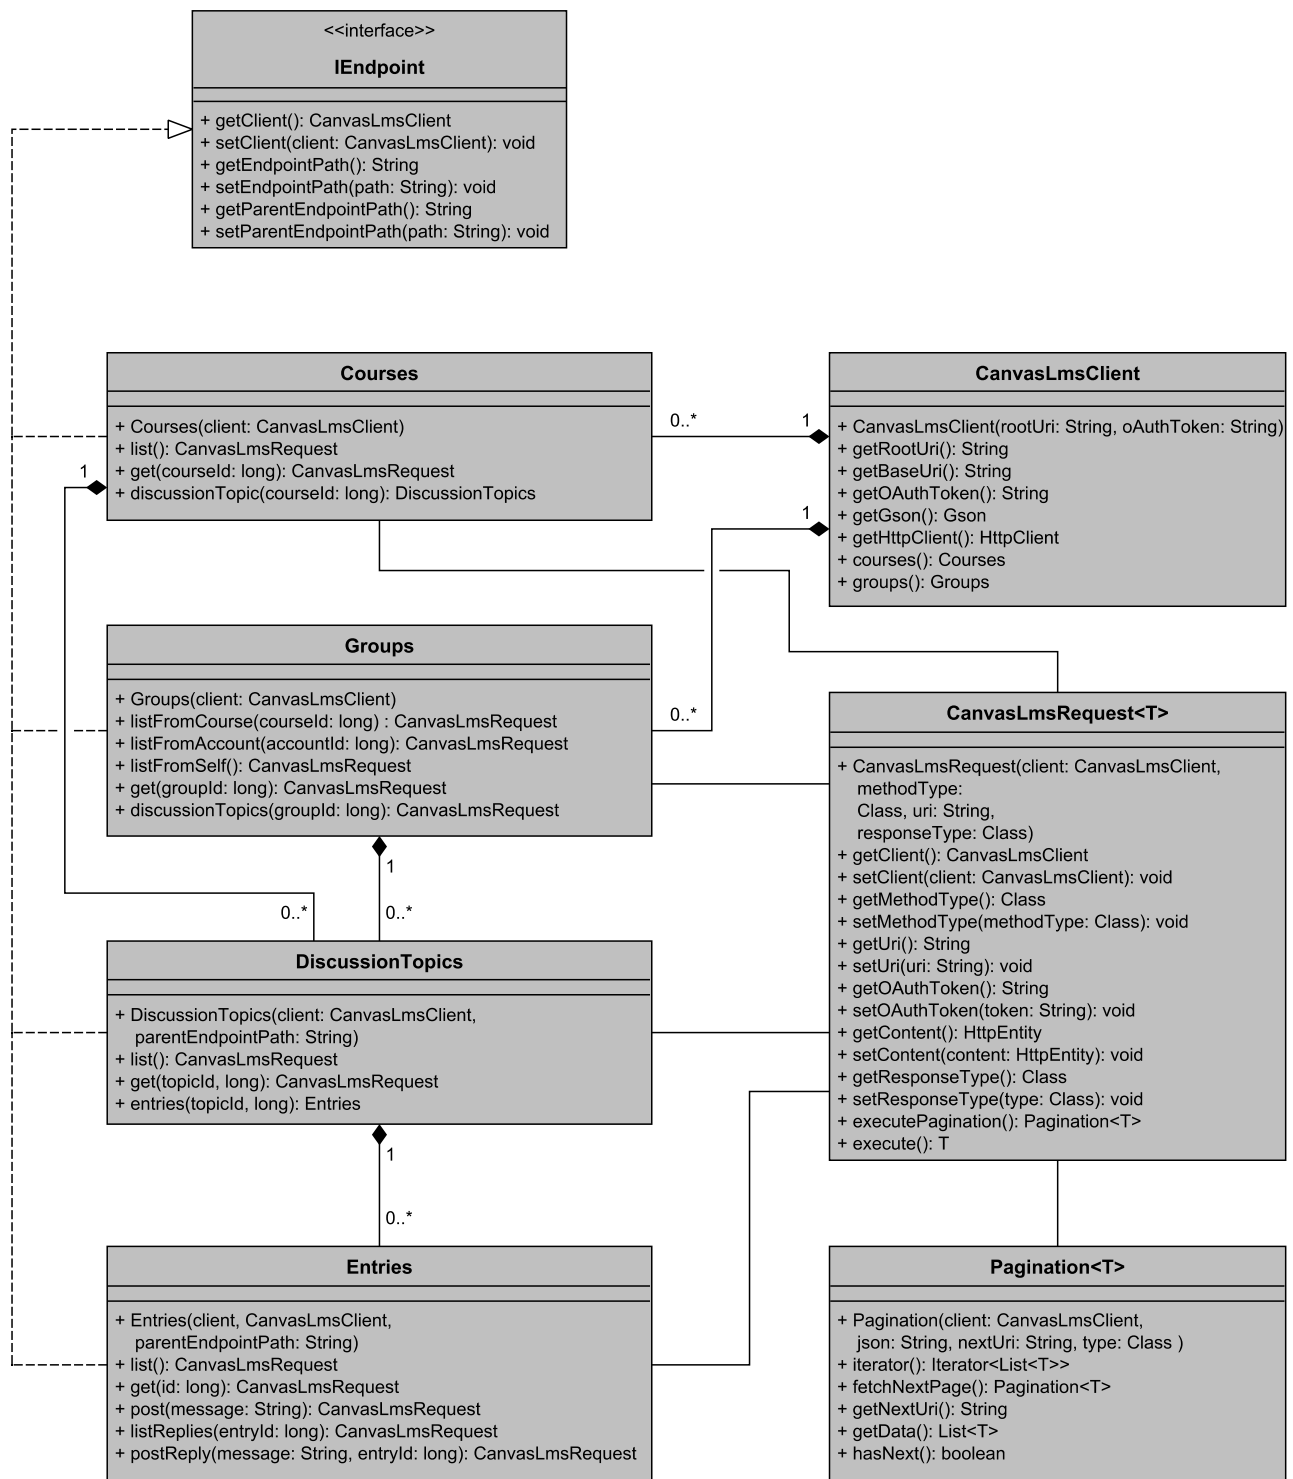 <<interface>>
IEndpoint
+ getClient(): CanvasLmsClient
+ setClient(client: CanvasLmsClient): void
+ getEndpointPath(): String
+ setEndpointPath(path: String): void
+ getParentEndpointPath(): String
+ setParentEndpointPath(path: String): void
Courses
+ Courses(client: CanvasLmsClient)
+ list(): CanvasLmsRequest
+ get(courseId: long): CanvasLmsRequest
+ discussionTopic(courseId: long): DiscussionTopics
0..*
1
1
CanvasLmsClient
+ CanvasLmsClient(rootUri: String, oAuthToken: String)
+ getRootUri(): String
+ getBaseUri(): String
+ getOAuthToken(): String
+ getGson(): Gson
+ getHttpClient(): HttpClient
+ courses(): Courses
+ groups(): Groups
1
Groups
+ Groups(client: CanvasLmsClient)
+ listFromCourse(courseId: long) : CanvasLmsRequest
+ listFromAccount(accountId: long): CanvasLmsRequest
+ listFromSelf(): CanvasLmsRequest
+ get(groupId: long): CanvasLmsRequest
+ discussionTopics(groupId: long): CanvasLmsRequest
0..*
1
0..*
0..*
CanvasLmsRequest<T>
+ CanvasLmsRequest(client: CanvasLmsClient,
methodType:
Class, uri: String,
responseType: Class)
+ getClient(): CanvasLmsClient
+ setClient(client: CanvasLmsClient): void
+ getMethodType(): Class
+ setMethodType(methodType: Class): void
+ getUri(): String
+ setUri(uri: String): void
+ getOAuthToken(): String
+ setOAuthToken(token: String): void
+ getContent(): HttpEntity
+ setContent(content: HttpEntity): void
+ getResponseType(): Class
+ setResponseType(type: Class): void
+ executePagination(): Pagination<T>
+ execute(): T
DiscussionTopics
+ DiscussionTopics(client: CanvasLmsClient,
parentEndpointPath: String)
+ list(): CanvasLmsRequest
+ get(topicId, long): CanvasLmsRequest
+ entries(topicId, long): Entries
1
0..*
Entries
+ Entries(client, CanvasLmsClient,
parentEndpointPath: String)
+ list(): CanvasLmsRequest
+ get(id: long): CanvasLmsRequest
+ post(message: String): CanvasLmsRequest
+ listReplies(entryId: long): CanvasLmsRequest
+ postReply(message: String, entryId: long): CanvasLmsRequest
Pagination<T>
+ Pagination(client: CanvasLmsClient,
json: String, nextUri: String, type: Class )
+ iterator(): Iterator<List<T>>
+ fetchNextPage(): Pagination<T>
+ getNextUri(): String
+ getData(): List<T>
+ hasNext(): boolean